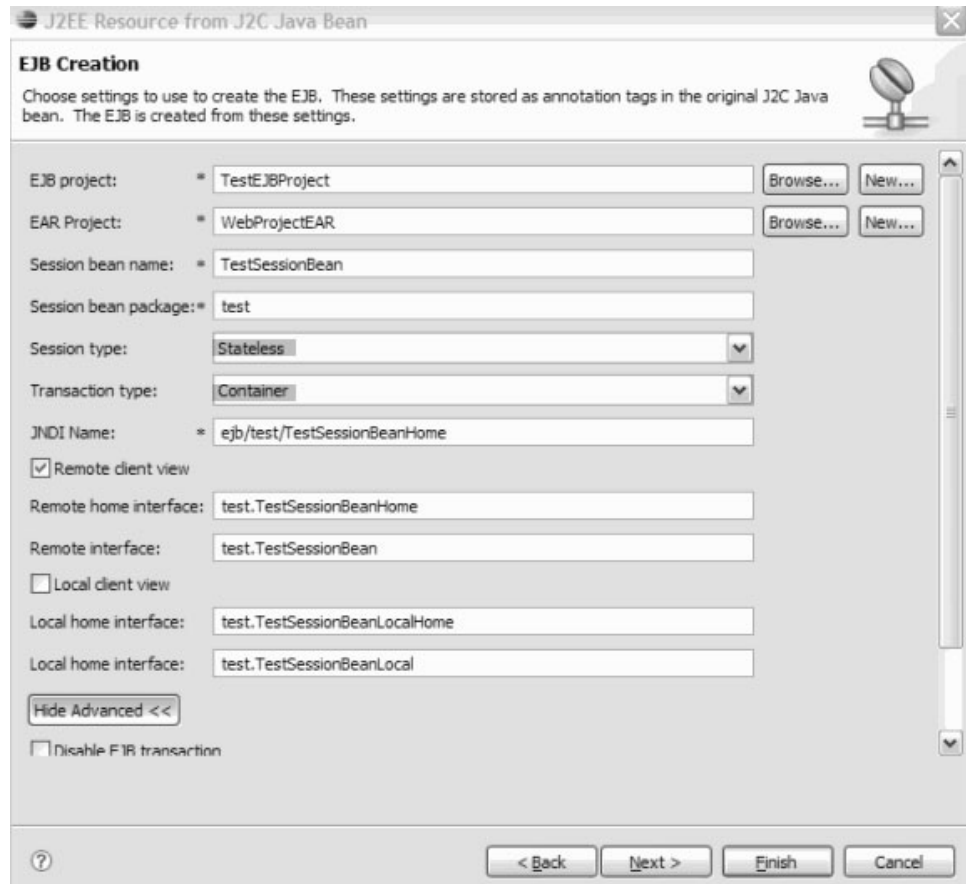 J2EE Resource from J2C Java Bean
EJB Creation
Choose settings to use to create the EJB. These settings are stored as annotation tags in the original J2C Java
bean. The EJB is created from these settings.
EJB project: * TestEJBProject Browse... New...
EAR Project: * WebProjectEAR Browse... New...
Session bean name: * TestSessionBean
Session bean package:* test
Session type: Stateless
Transaction type: Container
JNDI Name: * ejb/test/TestSessionBeanHome
Remote client view
Remote home interface: test.TestSessionBeanHome
Remote interface: test.TestSessionBean
Local client view
Local home interface: test.TestSessionBeanLocalHome
Local home interface: test.TestSessionBeanLocal
Hide Advanced <<
Disable EJB transaction
? < Back Next > Finish Cancel